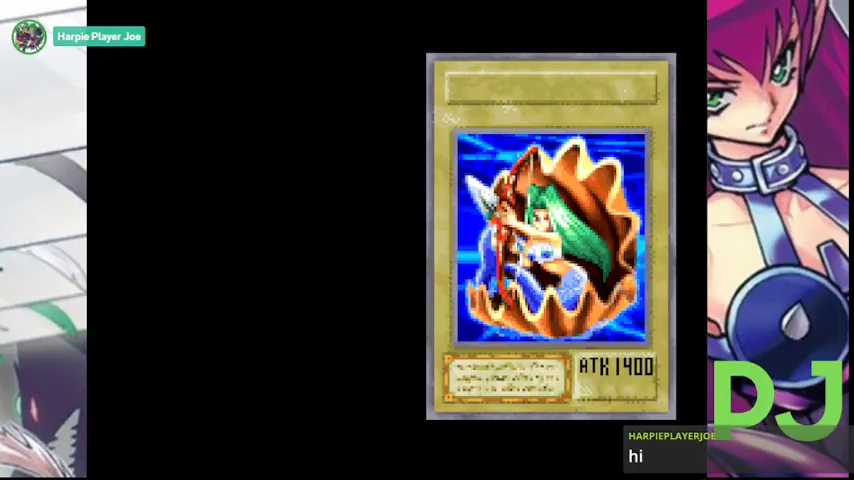 Harpie Player Joe
ATK 1400
DJ
HARPIEPLAYERJOE
hi